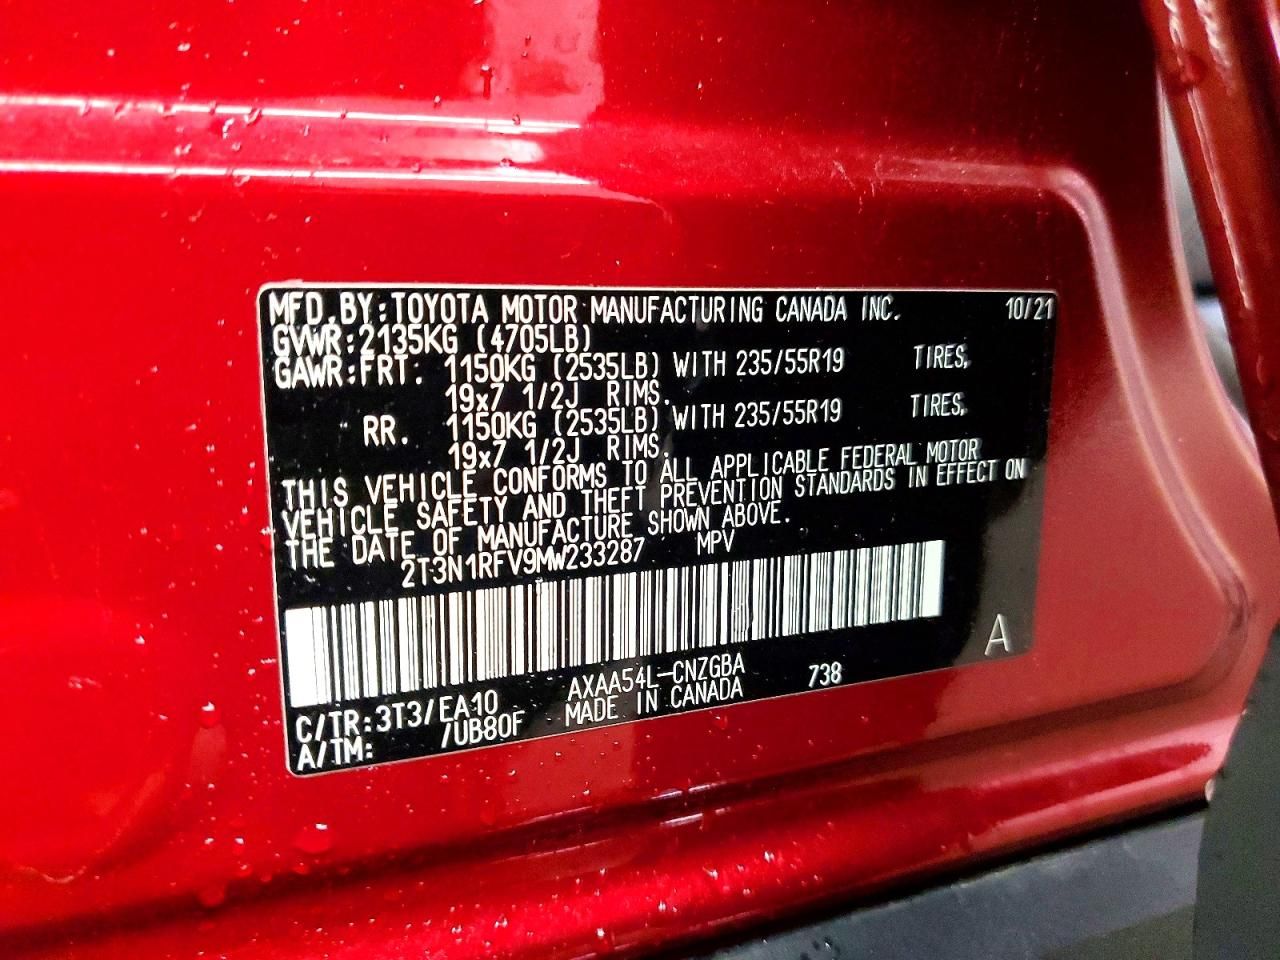 MFD.BY:TOYOTA MOTOR MANUFACTURING CANADA INC. 10/21
GVWR:2135KG (4705LB)
GAWR:FRT. 1150KG (2535LB) WITH 235/55R19 TIRES,
19x7 1/2J RIMS.
RR. 1150KG (2535LB) WITH 235/55R19 TIRES,
19x7 1/2J RIMS.
THIS VEHICLE CONFORMS TO ALL APPLICABLE FEDERAL MOTOR
VEHICLE SAFETY AND THEFT PREVENTION STANDARDS IN EFFECT ON
THE DATE OF MANUFACTURE SHOWN ABOVE.
2T3N1RFV9MW233287 MPV
A
C/TR:3T3/EA10 AXAA54L-CNZGBA 738
A/TM: /UB80F MADE IN CANADA